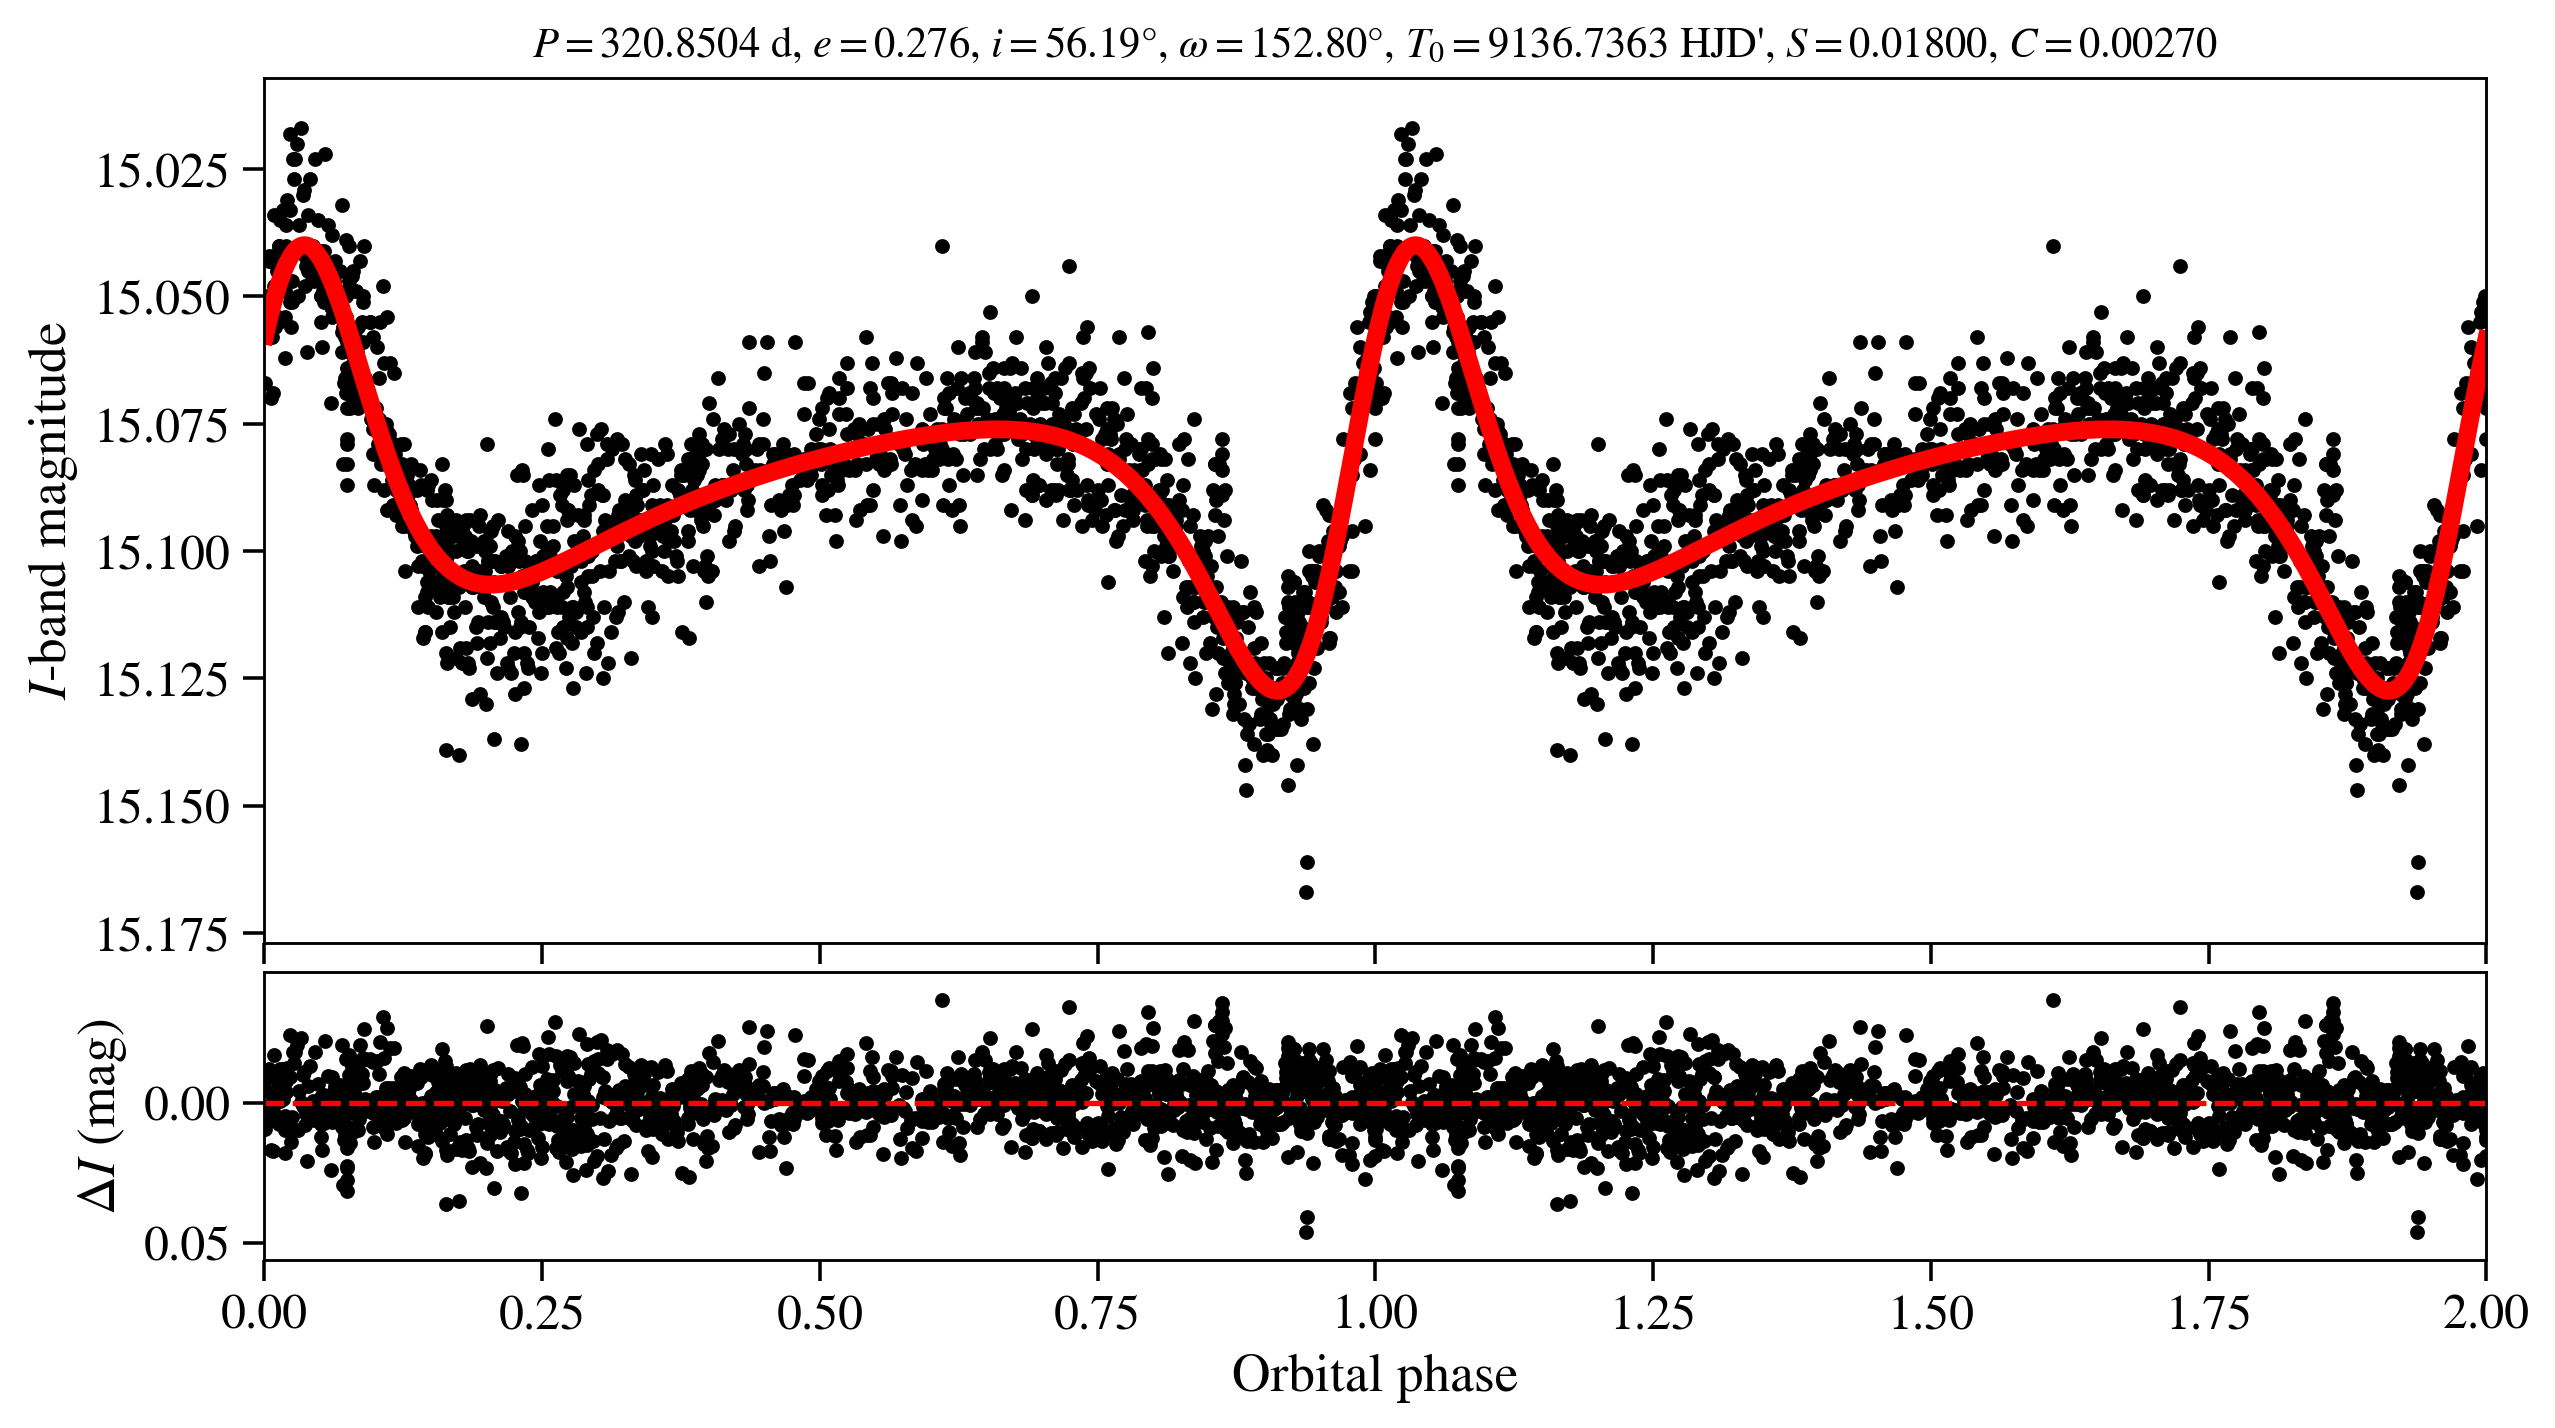 P = 320.8504 d, e = 0.276, i = 56.19°, ω = 152.80°, T₀ = 9136.7363 HJD', S = 0.01800, C = 0.00270
I-band magnitude
15.025
15.050
15.075
15.100
15.125
15.150
15.175
ΔI (mag)
0.00
0.05
0.00 0.25 0.50 0.75 1.00 1.25 1.50 1.75 2.00
Orbital phase